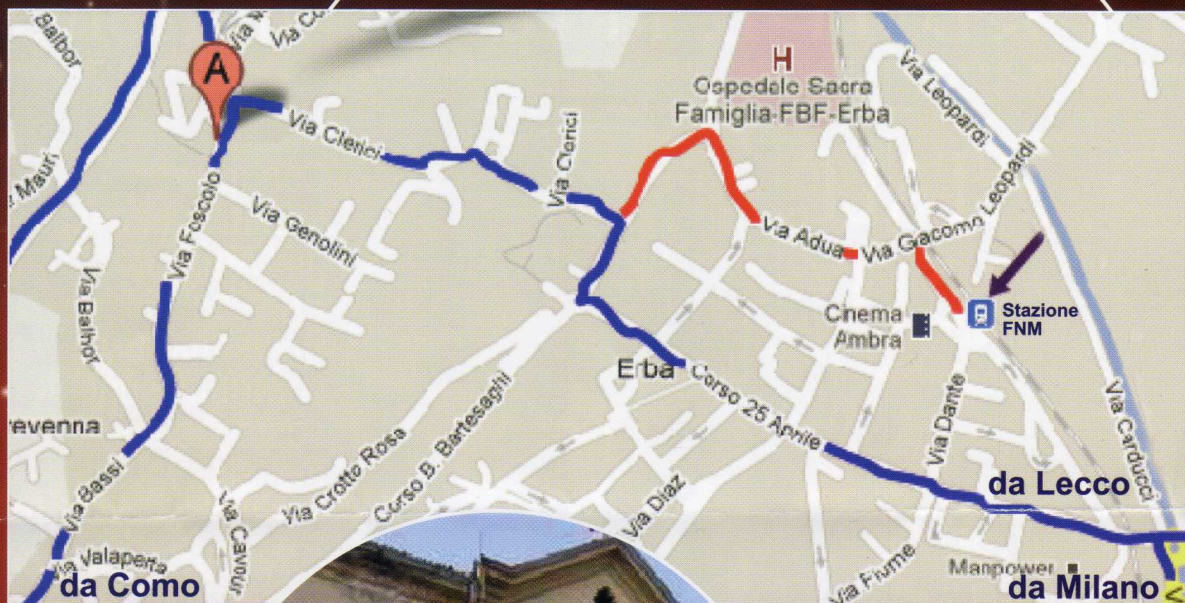 Balbor
Via Co
A
H
Ospedale Sacra
Famiglia-FBF-Erba
Via Leopardi
Via Clerici
Via Clerici
Mauri
Via Foscolo
Via Genolini
Via Adua
Via Giacomo Leopardi
Via Balbor
Cinema
Ambra
Stazione
FNM
Erba
Corso 25 Aprile
Via Dante
Via Carducci
revenna
Via Bassi
Via Crotto Rosa
Corso B. Bartesaghi
Via Diaz
da Lecco
Via Cavour
Via Valaperta
da Como
Via Fiume
Manpower
da Milano